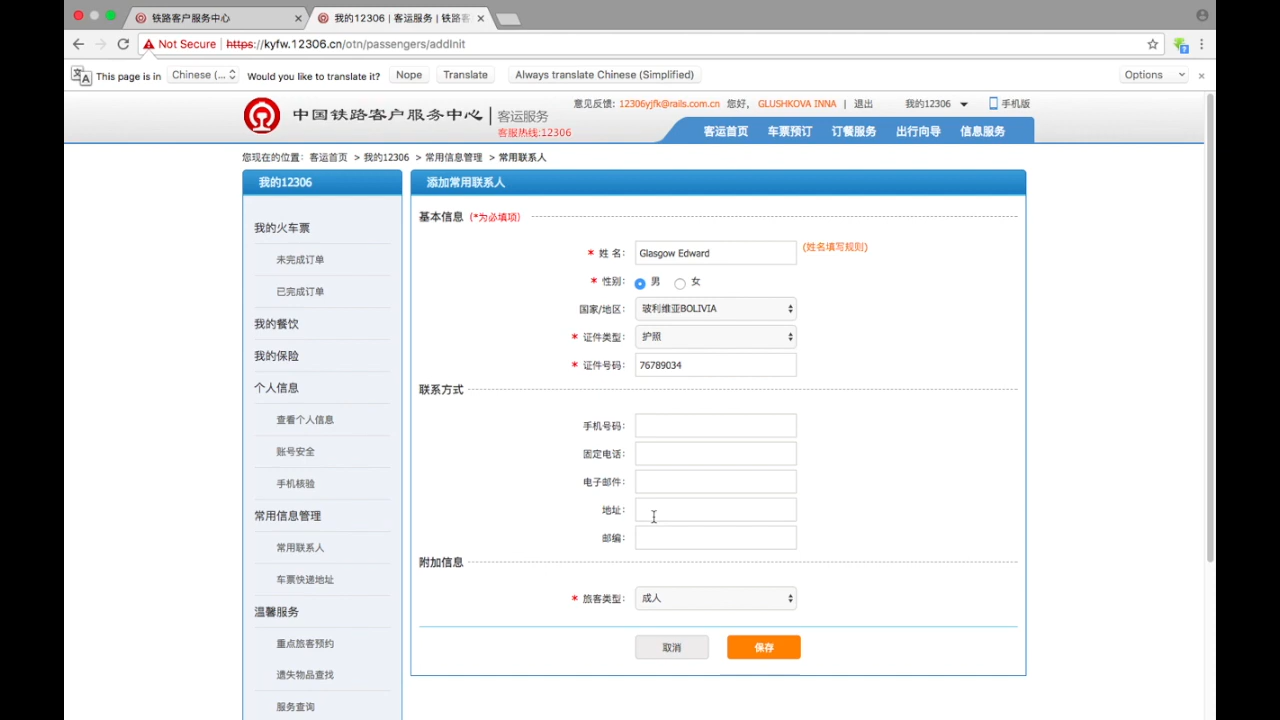 铁路客户服务中心
我的12306 | 客运服务 | 铁路客
Not Secure | https://kyfw.12306.cn/otn/passengers/addInit
This page is in Chinese (... Would you like to translate it? Nope Translate Always translate Chinese (Simplified) Options
意见反馈: 12306yjfk@rails.com.cn 您好, GLUSHKOVA INNA | 退出 我的12306 手机版
中国铁路客户服务中心 | 客运服务
客服热线:12306
客运首页 车票预订 订餐服务 出行向导 信息服务
您现在的位置: 客运首页 > 我的12306 > 常用信息管理 > 常用联系人
我的12306
我的火车票
未完成订单
已完成订单
我的餐饮
我的保险
个人信息
查看个人信息
账号安全
手机核验
常用信息管理
常用联系人
车票快递地址
温馨服务
重点旅客预约
遗失物品查找
服务查询
添加常用联系人
基本信息 (*为必填项)
* 姓 名: Glasgow Edward (姓名填写规则)
* 性别: 男 女
国家/地区: 玻利维亚BOLIVIA
* 证件类型: 护照
* 证件号码: 76789034
联系方式
手机号码:
固定电话:
电子邮件:
地址:
邮编:
附加信息
* 旅客类型: 成人
取消 保存